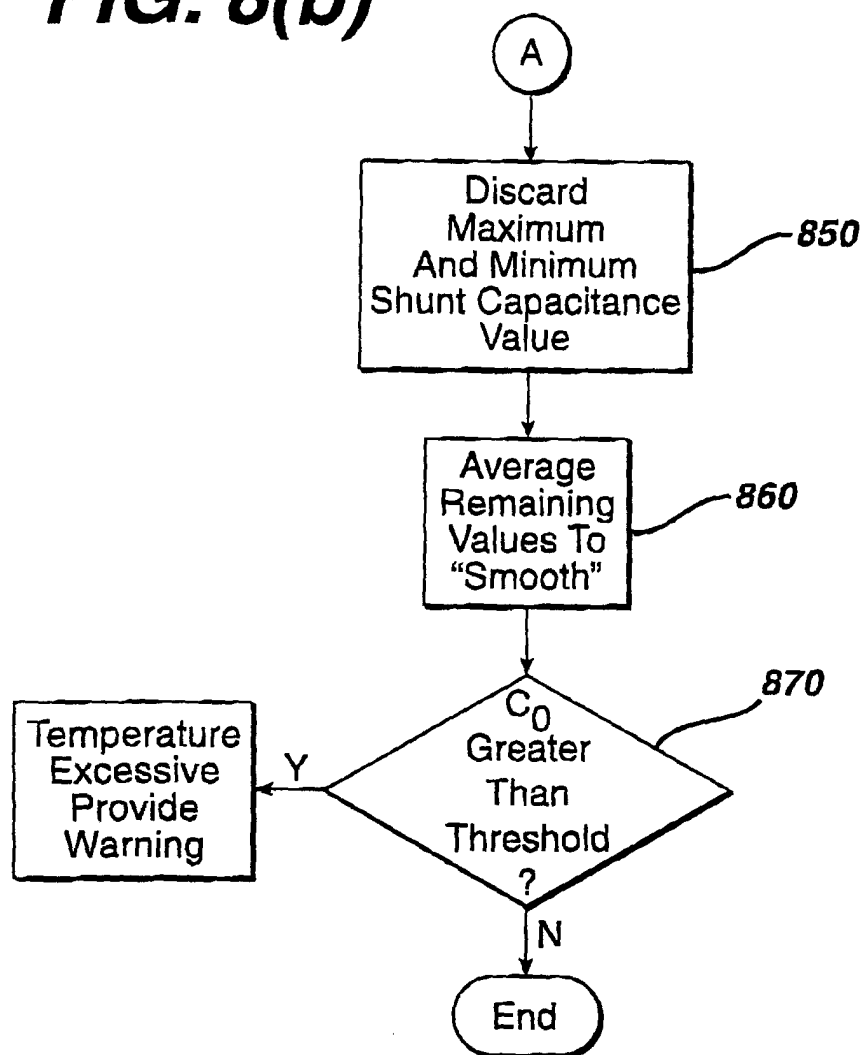 FIG. 8(b)
A
Discard
Maximum
And Minimum
Shunt Capacitance
Value
850
Average
Remaining
Values To
“Smooth”
860
C0
Greater
Than
Threshold
?
870
Y
Temperature
Excessive
Provide
Warning
N
End